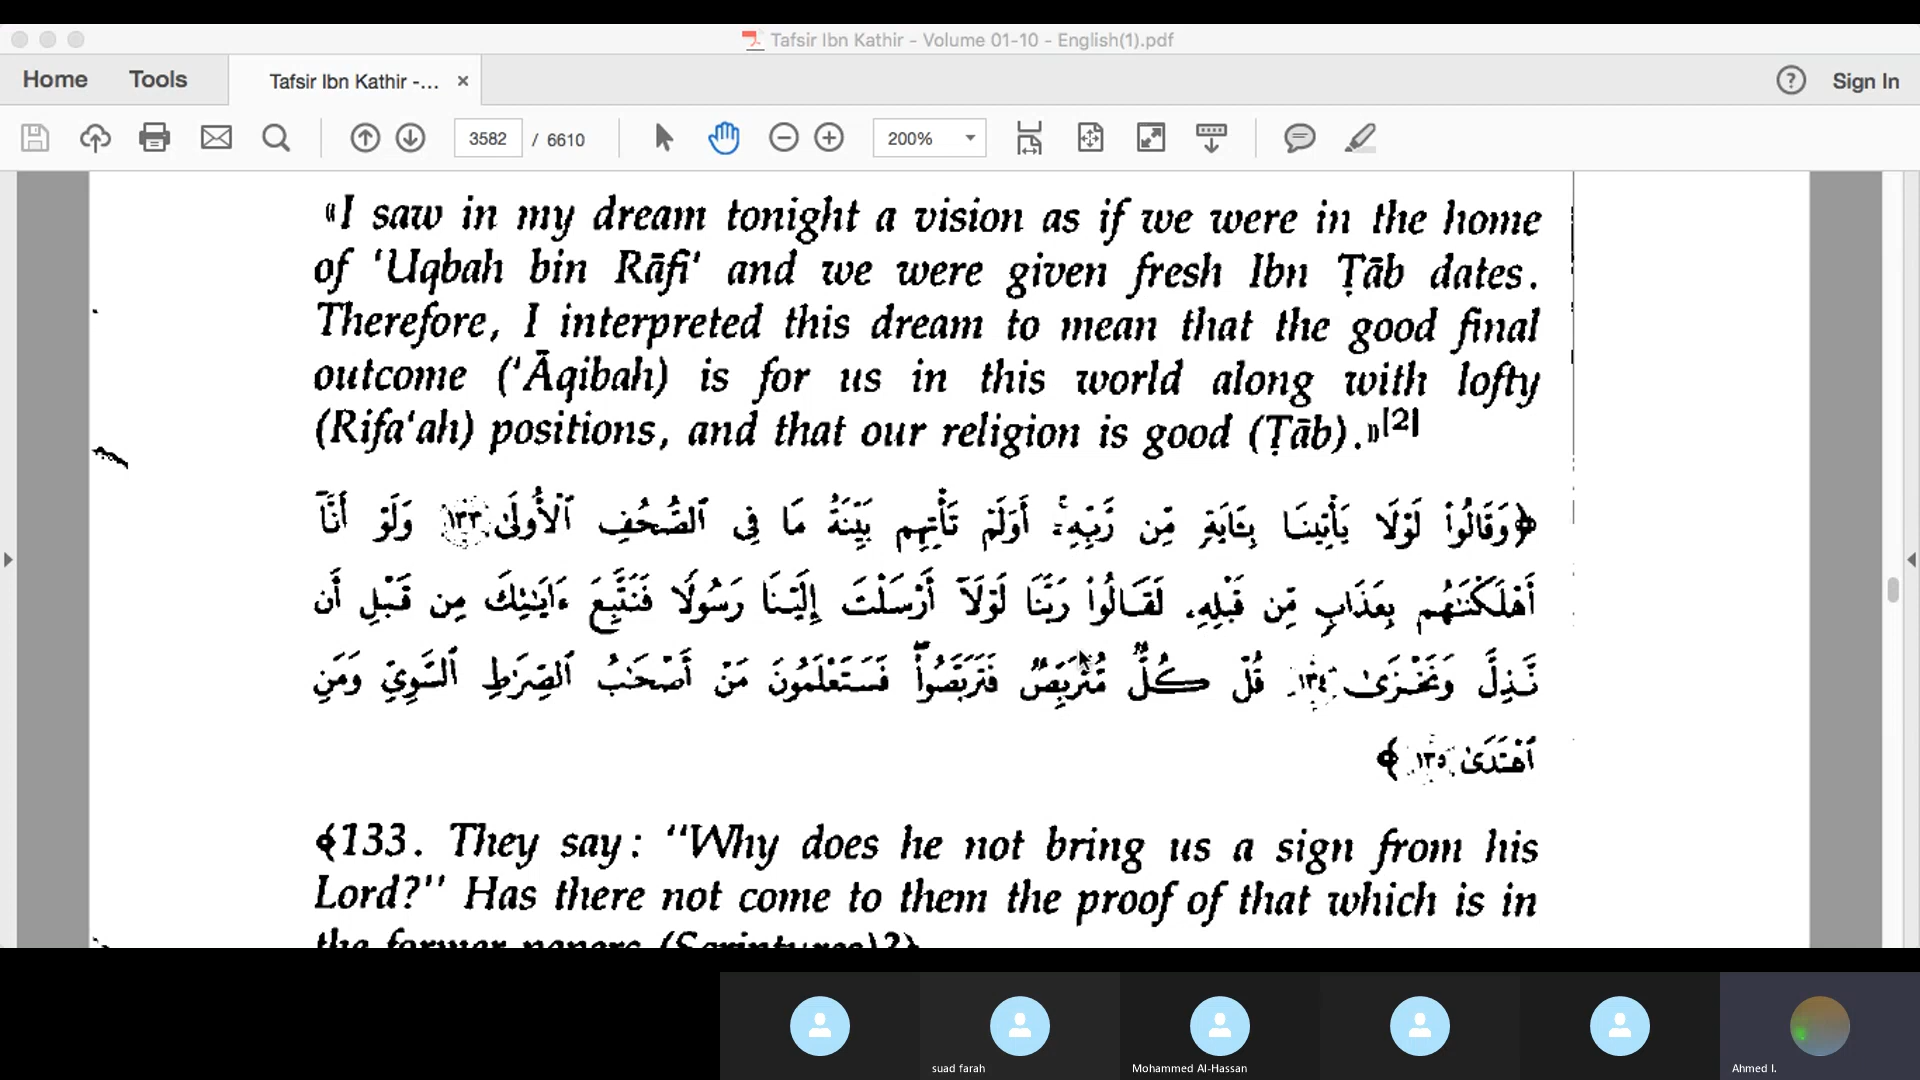 Tafsir Ibn Kathir - Volume 01-10 - English(1).pdf
Home Tools Tafsir Ibn Kathir -... × ? Sign In
3582 / 6610 200%
«I saw in my dream tonight a vision as if we were in the home
of 'Uqbah bin Rāfi' and we were given fresh Ibn Ṭāb dates.
Therefore, I interpreted this dream to mean that the good final
outcome ('Āqibah) is for us in this world along with lofty
(Rifa'ah) positions, and that our religion is good (Ṭāb).»[2]
﴿وَقَالُوا۟ لَوْلَا يَأْتِينَا بِـَٔايَةٍ مِّن رَّبِّهِۦٓ أَوَلَمْ تَأْتِهِم بَيِّنَةُ مَا فِى ٱلصُّحُفِ ٱلْأُولَىٰ ١٣٣ وَلَوْ أَنَّآ
أَهْلَكْنَـٰهُم بِعَذَابٍ مِّن قَبْلِهِۦ لَقَالُوا۟ رَبَّنَا لَوْلَآ أَرْسَلْتَ إِلَيْنَا رَسُولًا فَنَتَّبِعَ ءَايَـٰتِكَ مِن قَبْلِ أَن
نَّذِلَّ وَنَخْزَىٰ ١٣٤ قُلْ كُلٌّ مُّتَرَبِّصٌ فَتَرَبَّصُوا۟ فَسَتَعْلَمُونَ مَنْ أَصْحَـٰبُ ٱلصِّرَٰطِ ٱلسَّوِىِّ وَمَنِ
ٱهْتَدَىٰ ١٣٥﴾
﴾133. They say: "Why does he not bring us a sign from his
Lord?" Has there not come to them the proof of that which is in
the former papers (Scriptures)?﴿
suad farah
Mohammed Al-Hassan
Ahmed I.